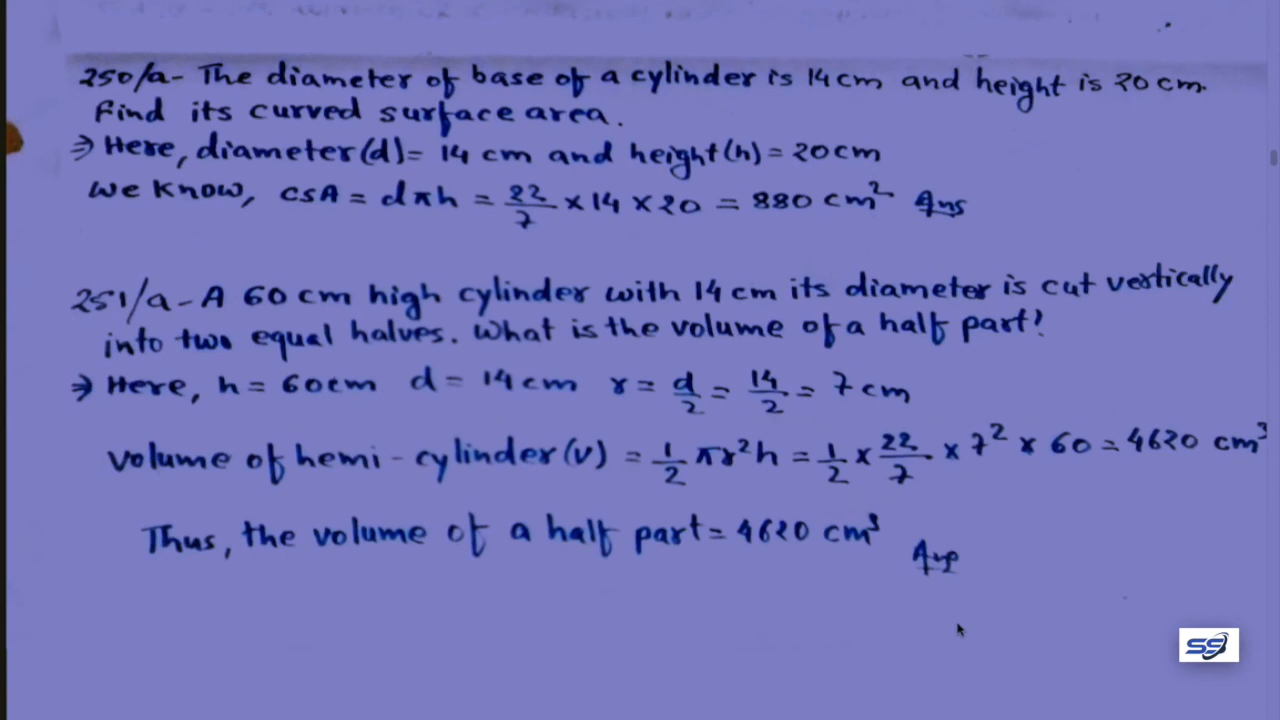 250/a- The diameter of base of a cylinder is 14 cm and height is 20 cm.
Find its curved surface area.
⇒ Here, diameter(d)= 14 cm and height(h) = 20cm
We know, CSA = dπh = 22/7 × 14 × 20 = 880 cm² Ans
251/a - A 60 cm high cylinder with 14 cm its diameter is cut vertically
into two equal halves. What is the volume of a half part?
⇒ Here, h = 60cm d = 14cm r = d/2 = 14/2 = 7 cm
Volume of hemi-cylinder(v) = 1/2 πr²h = 1/2 × 22/7 × 7² × 60 = 4620 cm³
Thus, the volume of a half part = 4620 cm³
Ans
SS